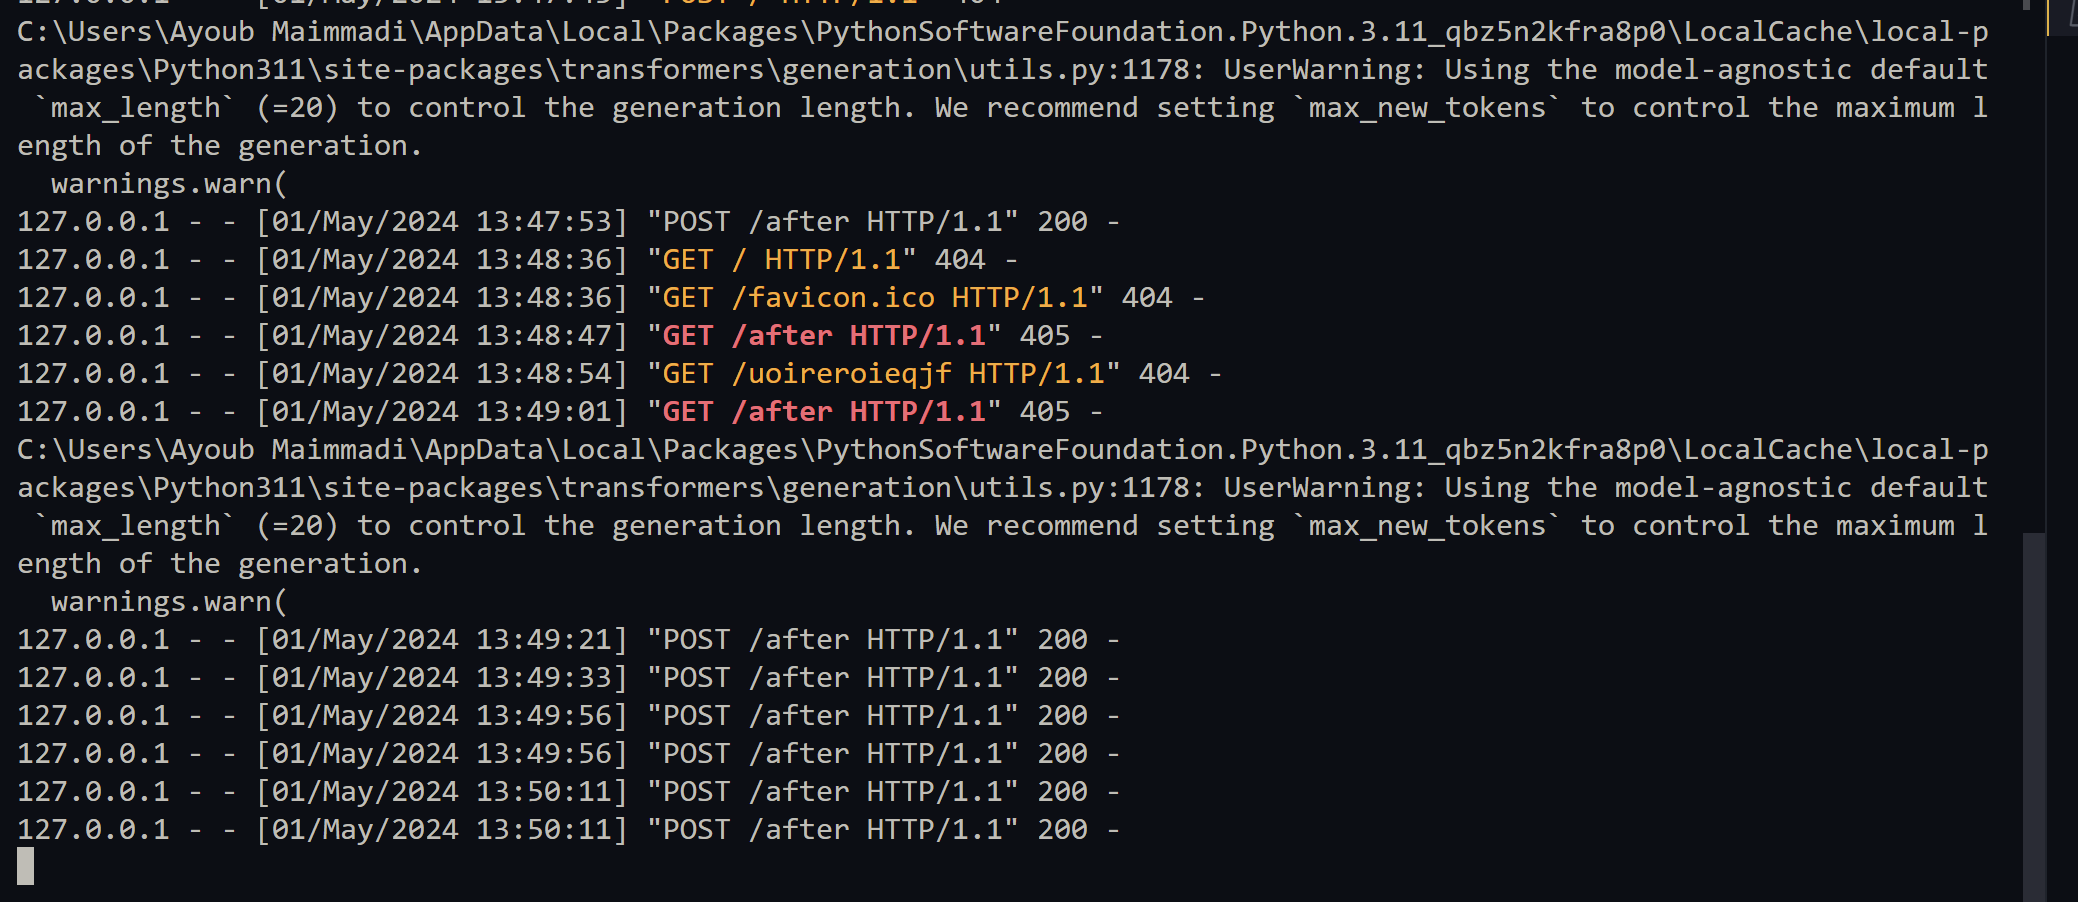 127.0.0.1 - - [01/May/2024 13:47:49] "POST / HTTP/1.1" 404 -
C:\Users\Ayoub Maimmadi\AppData\Local\Packages\PythonSoftwareFoundation.Python.3.11_qbz5n2kfra8p0\LocalCache\local-p
ackages\Python311\site-packages\transformers\generation\utils.py:1178: UserWarning: Using the model-agnostic default
 `max_length` (=20) to control the generation length. We recommend setting `max_new_tokens` to control the maximum l
ength of the generation.
  warnings.warn(
127.0.0.1 - - [01/May/2024 13:47:53] "POST /after HTTP/1.1" 200 -
127.0.0.1 - - [01/May/2024 13:48:36] "GET / HTTP/1.1" 404 -
127.0.0.1 - - [01/May/2024 13:48:36] "GET /favicon.ico HTTP/1.1" 404 -
127.0.0.1 - - [01/May/2024 13:48:47] "GET /after HTTP/1.1" 405 -
127.0.0.1 - - [01/May/2024 13:48:54] "GET /uoireroieqjf HTTP/1.1" 404 -
127.0.0.1 - - [01/May/2024 13:49:01] "GET /after HTTP/1.1" 405 -
C:\Users\Ayoub Maimmadi\AppData\Local\Packages\PythonSoftwareFoundation.Python.3.11_qbz5n2kfra8p0\LocalCache\local-p
ackages\Python311\site-packages\transformers\generation\utils.py:1178: UserWarning: Using the model-agnostic default
 `max_length` (=20) to control the generation length. We recommend setting `max_new_tokens` to control the maximum l
ength of the generation.
  warnings.warn(
127.0.0.1 - - [01/May/2024 13:49:21] "POST /after HTTP/1.1" 200 -
127.0.0.1 - - [01/May/2024 13:49:33] "POST /after HTTP/1.1" 200 -
127.0.0.1 - - [01/May/2024 13:49:56] "POST /after HTTP/1.1" 200 -
127.0.0.1 - - [01/May/2024 13:49:56] "POST /after HTTP/1.1" 200 -
127.0.0.1 - - [01/May/2024 13:50:11] "POST /after HTTP/1.1" 200 -
127.0.0.1 - - [01/May/2024 13:50:11] "POST /after HTTP/1.1" 200 -